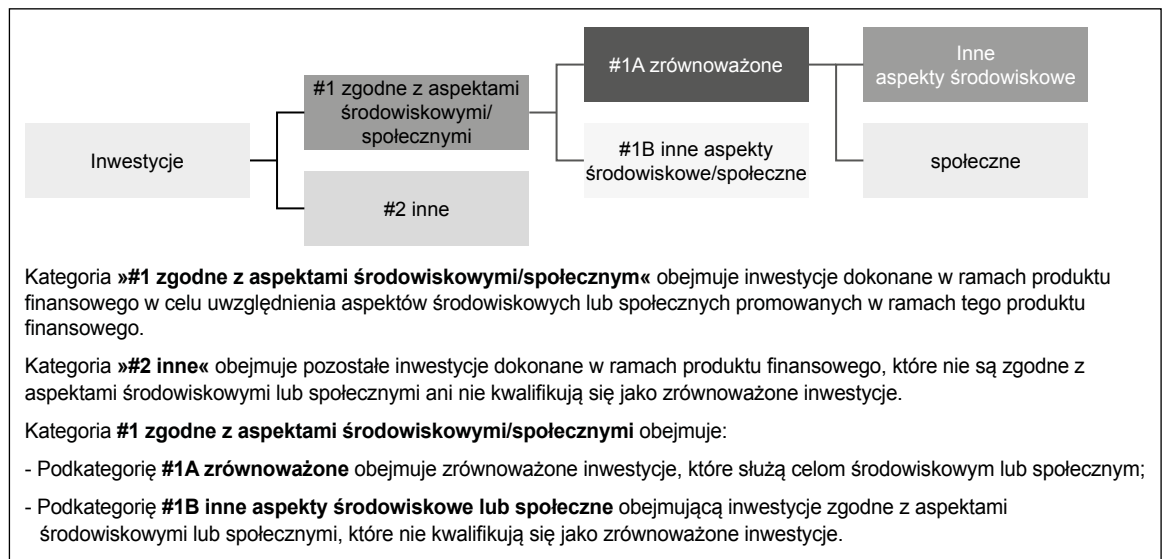 Inwestycje
#1 zgodne z aspektami
środowiskowymi/
społecznymi
#2 inne
#1A zrównoważone
#1B inne aspekty
środowiskowe/społeczne
Inne
aspekty środowiskowe
społeczne
Kategoria »#1 zgodne z aspektami środowiskowymi/społecznym« obejmuje inwestycje dokonane w ramach produktu
finansowego w celu uwzględnienia aspektów środowiskowych lub społecznych promowanych w ramach tego produktu
finansowego.
Kategoria »#2 inne« obejmuje pozostałe inwestycje dokonane w ramach produktu finansowego, które nie są zgodne z
aspektami środowiskowymi lub społecznymi ani nie kwalifikują się jako zrównoważone inwestycje.
Kategoria #1 zgodne z aspektami środowiskowymi/społecznymi obejmuje:
- Podkategorię #1A zrównoważone obejmuje zrównoważone inwestycje, które służą celom środowiskowym lub społecznym;
- Podkategorię #1B inne aspekty środowiskowe lub społeczne obejmującą inwestycje zgodne z aspektami
środowiskowymi lub społecznymi, które nie kwalifikują się jako zrównoważone inwestycje.